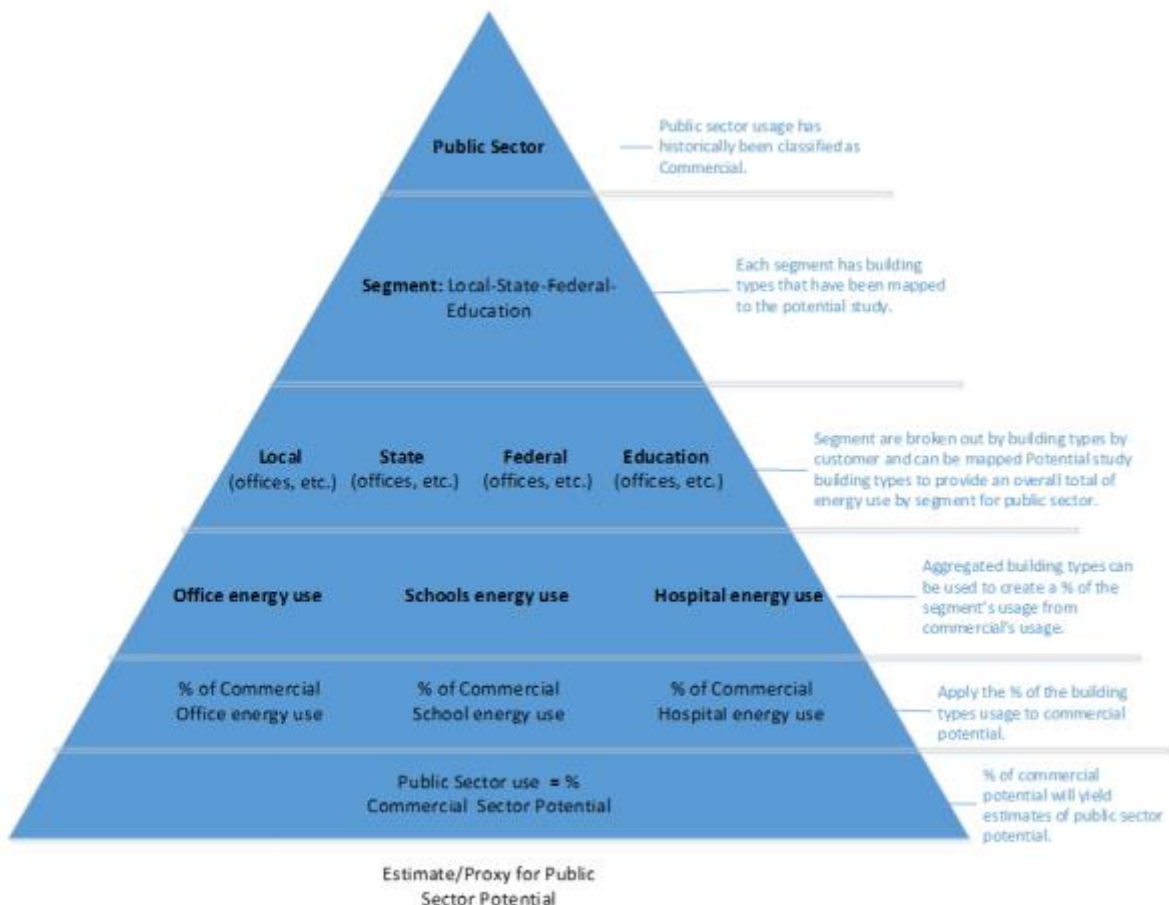 Public Sector
Public sector usage has
historically been classified as
Commercial.
Segment: Local-State-Federal-
Education
Each segment has building
types that have been mapped
to the potential study.
Local
(offices, etc.)
State
(offices, etc.)
Federal
(offices, etc.)
Education
(offices, etc.)
Segment are broken out by building types by
customer and can be mapped Potential study
building types to provide an overall total of
energy use by segment for public sector.
Office energy use
Schools energy use
Hospital energy use
Aggregated building types can
be used to create a % of the
segment's usage from
commercial's usage.
% of Commercial
Office energy use
% of Commercial
School energy use
% of Commercial
Hospital energy use
Apply the % of the building
types usage to commercial
potential.
Public Sector use = %
Commercial Sector Potential
% of commercial
potential will yield
estimates of public sector
potential.
Estimate/Proxy for Public
Sector Potential